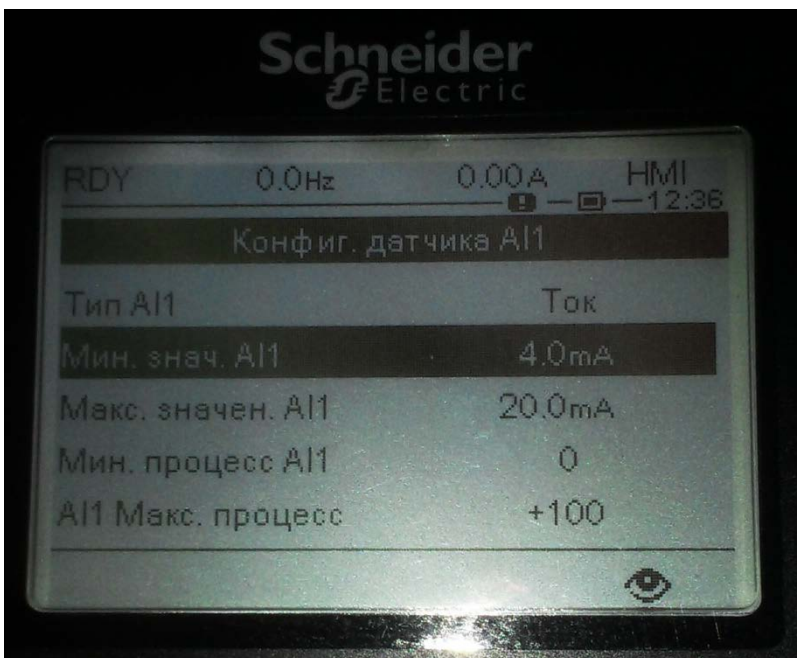 Schneider
Electric
RDY 0.0Hz 0.00A HMI
12:36
Конфиг. датчика AI1
Тип AI1 Ток
Мин. знач. AI1 4.0mA
Макс. значен. AI1 20.0mA
Мин. процесс AI1 0
AI1 Макс. процесс +100